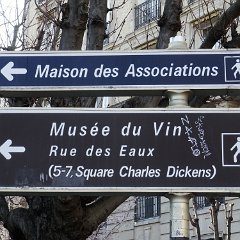 Maison des Associations
Musée du Vin
Rue des Eaux
(5-7, Square Charles Dickens)